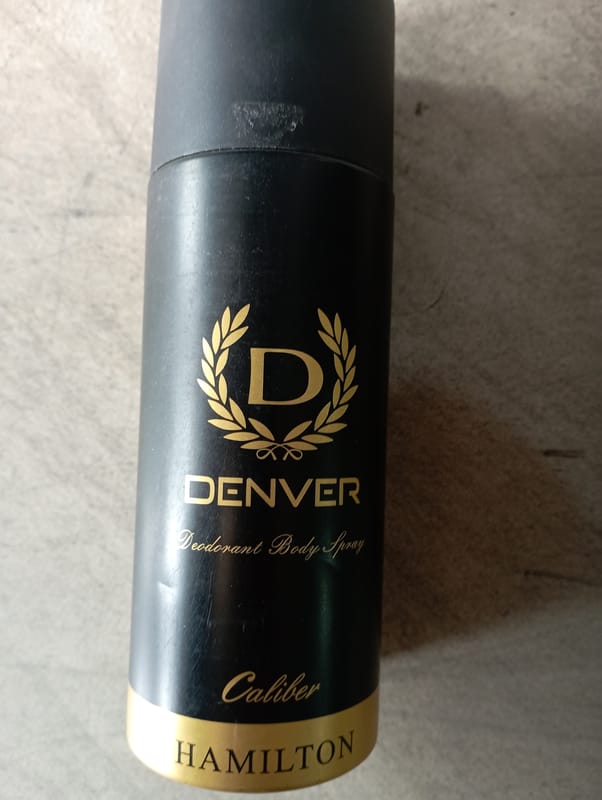 D
DENVER
Deodorant Body Spray
Caliber
HAMILTON